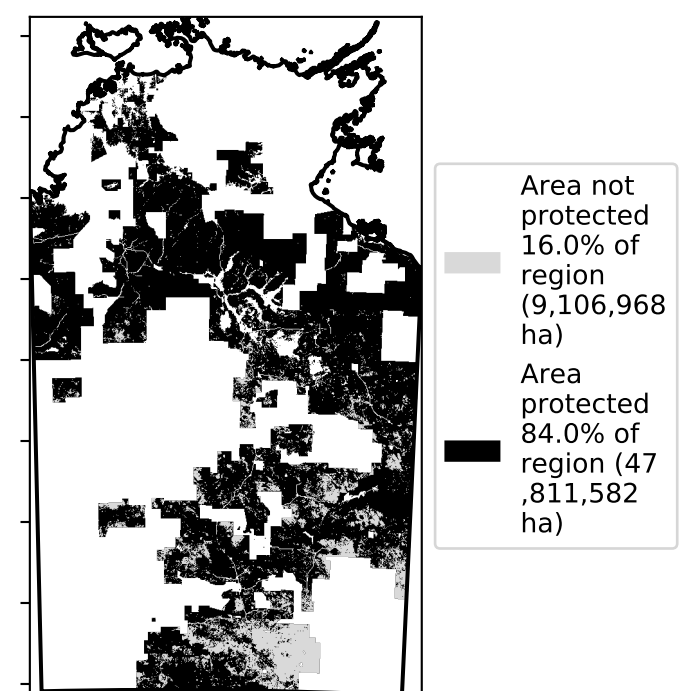 Area not
protected
16.0% of
region
(9,106,968
ha)
Area
protected
84.0% of
region (47
,811,582
ha)